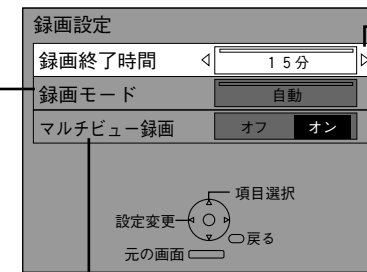 録画設定
録画終了時間 15分
録画モード 自動
マルチビュー録画 オフ オン
項目選択
設定変更
戻る
元の画面